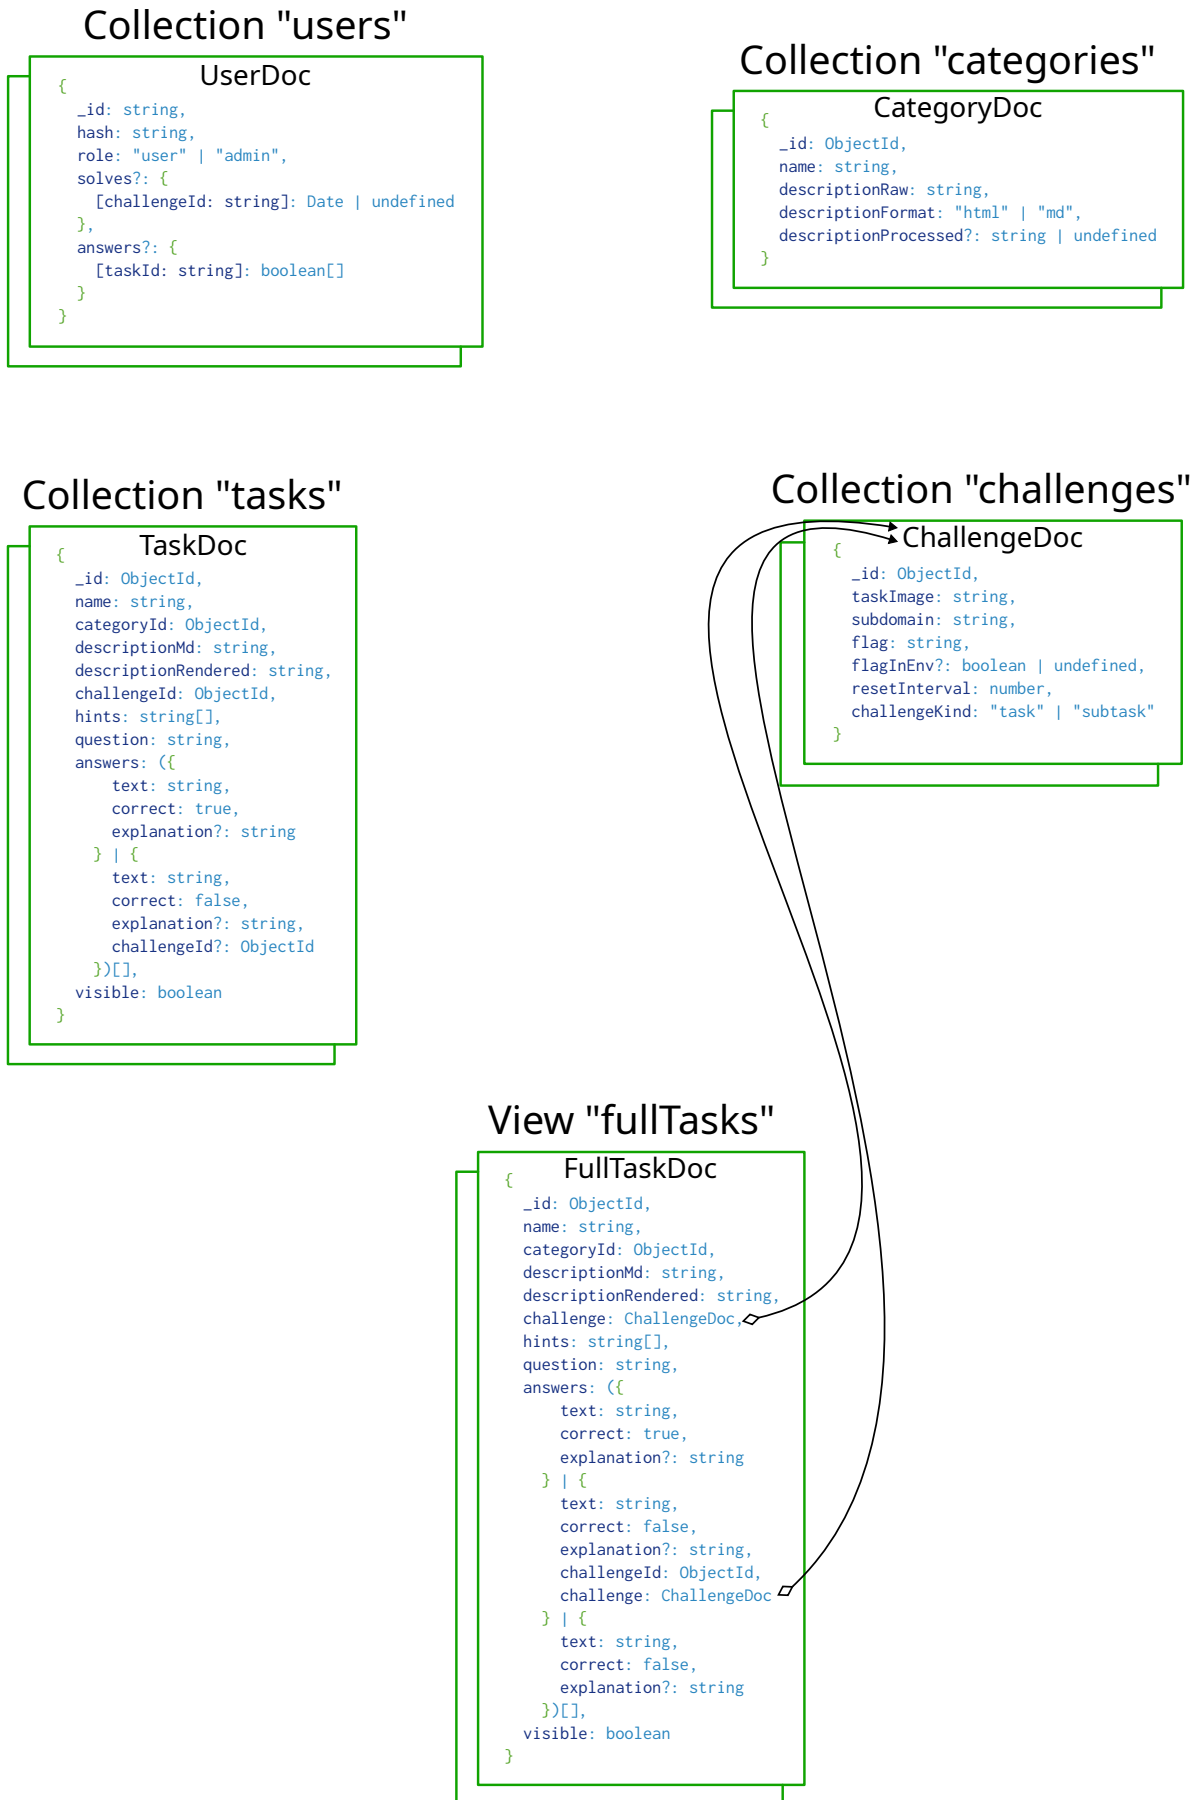 Collection "users"
UserDoc
{
_id: string,
hash: string,
role: "user" | "admin",
solves?: {
[challengeId: string]: Date | undefined
},
answers?: {
[taskId: string]: boolean[]
}
}
Collection "categories"
CategoryDoc
{
_id: ObjectId,
name: string,
descriptionRaw: string,
descriptionFormat: "html" | "md",
descriptionProcessed?: string | undefined
}
Collection "tasks"
TaskDoc
{
_id: ObjectId,
name: string,
categoryId: ObjectId,
descriptionMd: string,
descriptionRendered: string,
challengeId: ObjectId,
hints: string[],
question: string,
answers: ({
text: string,
correct: true,
explanation?: string
} | {
text: string,
correct: false,
explanation?: string,
challengeId?: ObjectId
})[],
visible: boolean
}
Collection "challenges"
ChallengeDoc
{
_id: ObjectId,
taskImage: string,
subdomain: string,
flag: string,
flagInEnv?: boolean | undefined,
resetInterval: number,
challengeKind: "task" | "subtask"
}
View "fullTasks"
FullTaskDoc
{
_id: ObjectId,
name: string,
categoryId: ObjectId,
descriptionMd: string,
descriptionRendered: string,
challenge: ChallengeDoc,
hints: string[],
question: string,
answers: ({
text: string,
correct: true,
explanation?: string
} | {
text: string,
correct: false,
explanation?: string,
challengeId: ObjectId,
challenge: ChallengeDoc
} | {
text: string,
correct: false,
explanation?: string
})[],
visible: boolean
}